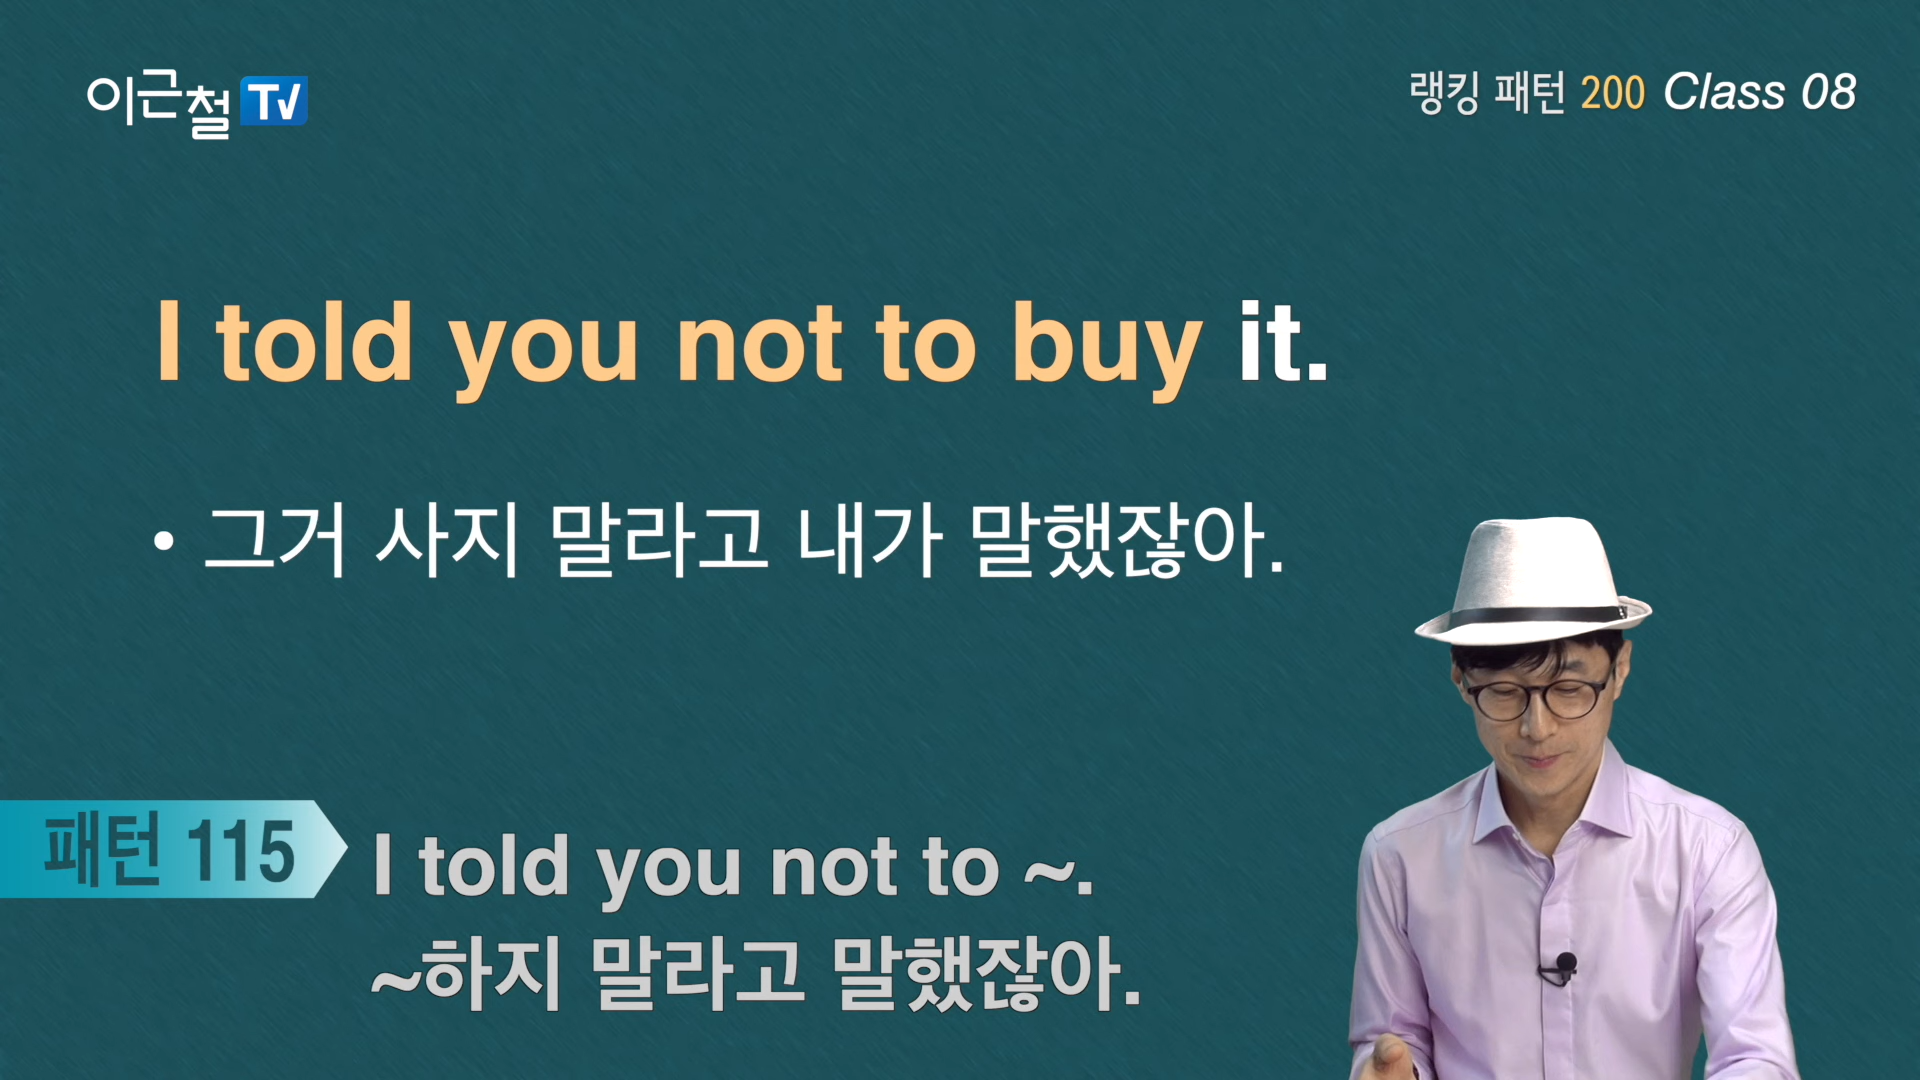 이근철 TV
랭킹 패턴 200 Class 08
I told you not to buy it.
• 그거 사지 말라고 내가 말했잖아.
패턴 115
I told you not to ~.
~하지 말라고 말했잖아.